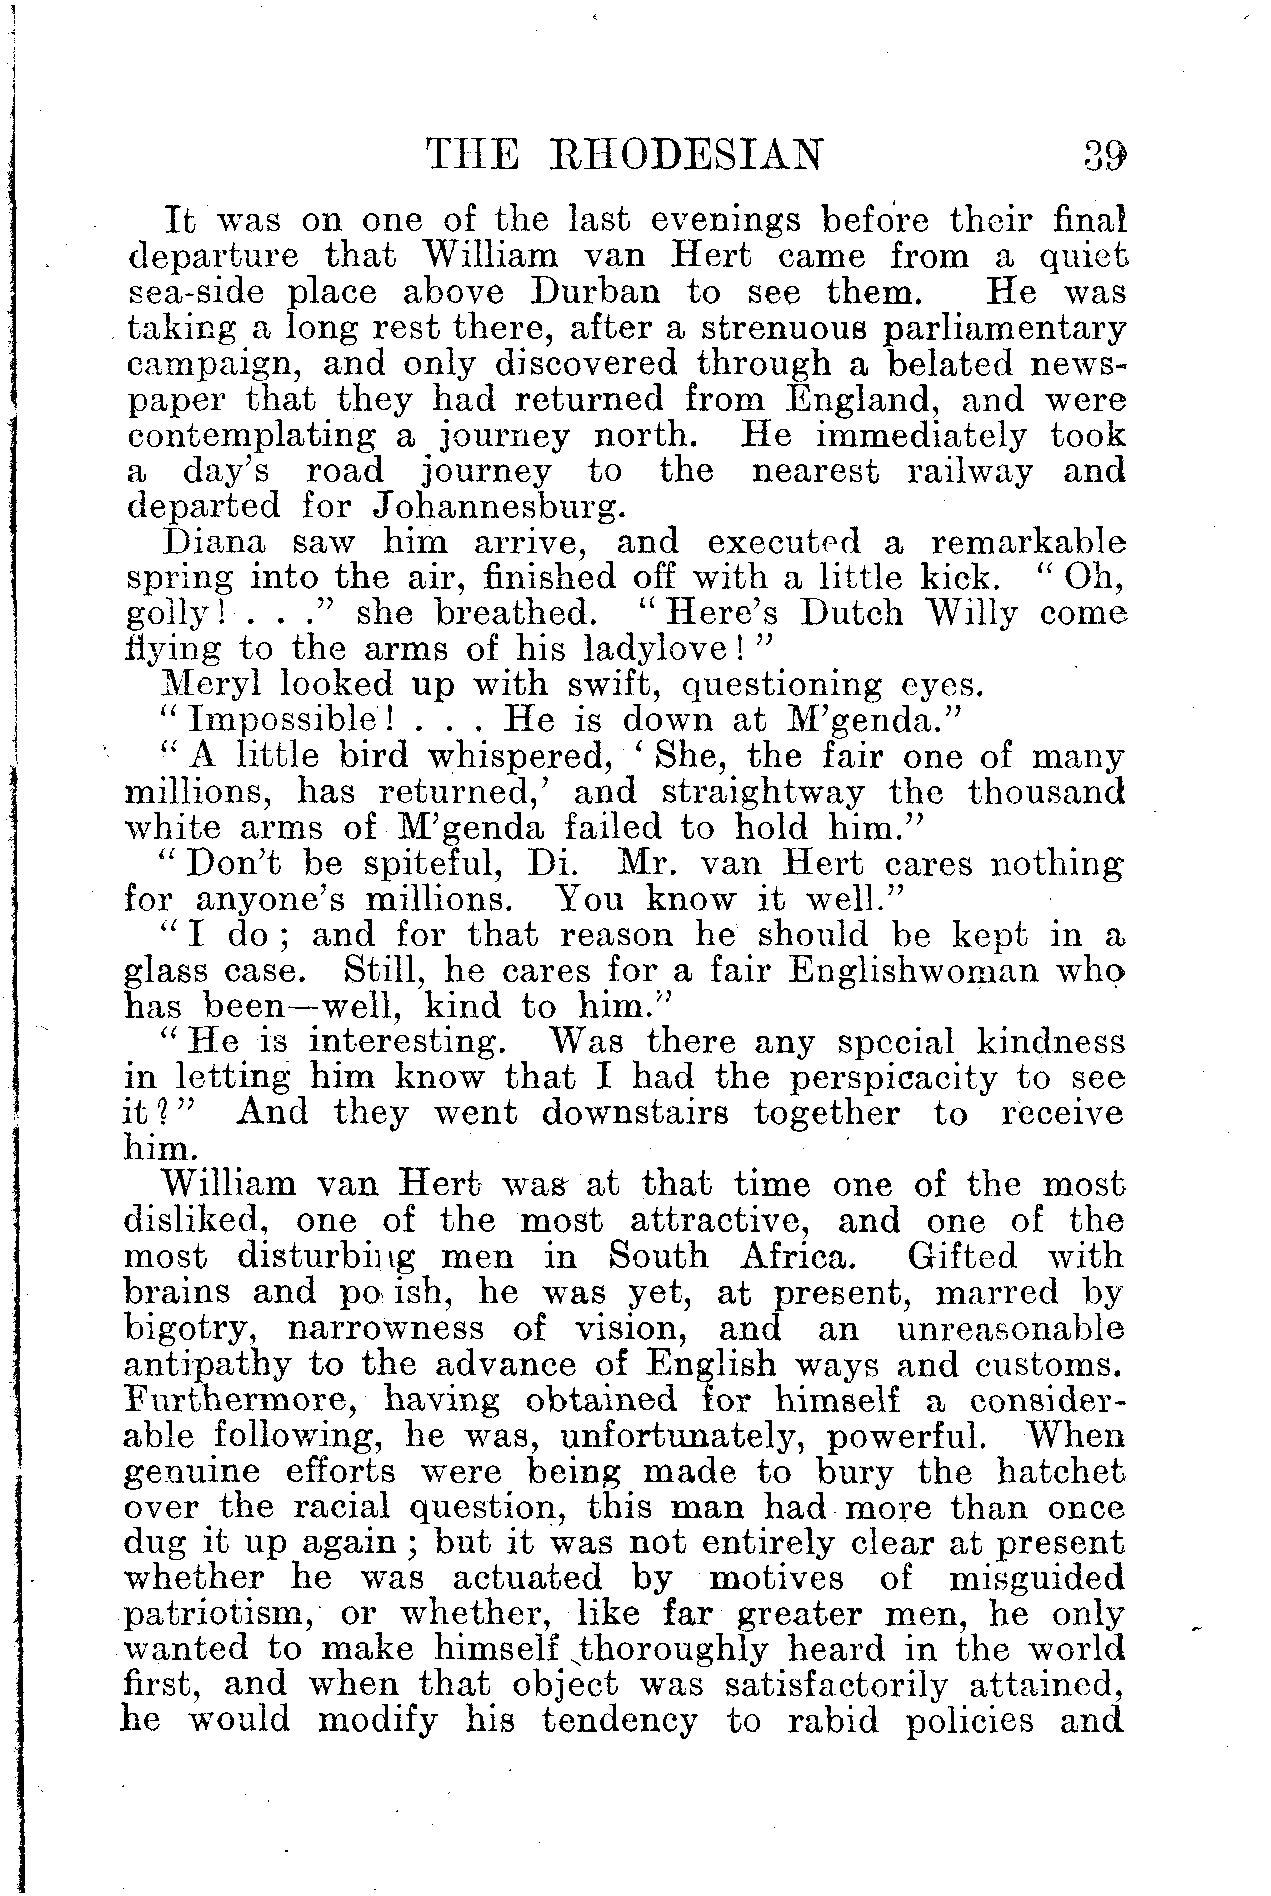 THE RHODESIAN 39
It was on one of the last evenings before their final
departure that William van Hert came from a quiet
sea-side place above Durban to see them. He was
taking a long rest there, after a strenuous parliamentary
campaign, and only discovered through a belated news-
paper that they had returned from England, and were
contemplating a journey north. He immediately took
a day's road journey to the nearest railway and
departed for Johannesburg.
Diana saw him arrive, and executed a remarkable
spring into the air, finished off with a little kick. "Oh,
golly! . . ." she breathed. "Here's Dutch Willy come
flying to the arms of his ladylove!"
Meryl looked up with swift, questioning eyes.
"Impossible! . . . He is down at M'genda."
"A little bird whispered, 'She, the fair one of many
millions, has returned,' and straightway the thousand
white arms of M'genda failed to hold him."
"Don't be spiteful, Di. Mr. van Hert cares nothing
for anyone's millions. You know it well."
"I do; and for that reason he should be kept in a
glass case. Still, he cares for a fair Englishwoman who
has been—well, kind to him."
"He is interesting. Was there any special kindness
in letting him know that I had the perspicacity to see
it?" And they went downstairs together to receive
him.
William van Hert was at that time one of the most
disliked, one of the most attractive, and one of the
most disturbing men in South Africa. Gifted with
brains and po ish, he was yet, at present, marred by
bigotry, narrowness of vision, and an unreasonable
antipathy to the advance of English ways and customs.
Furthermore, having obtained for himself a consider-
able following, he was, unfortunately, powerful. When
genuine efforts were being made to bury the hatchet
over the racial question, this man had more than once
dug it up again; but it was not entirely clear at present
whether he was actuated by motives of misguided
patriotism, or whether, like far greater men, he only
wanted to make himself thoroughly heard in the world
first, and when that object was satisfactorily attained,
he would modify his tendency to rabid policies and